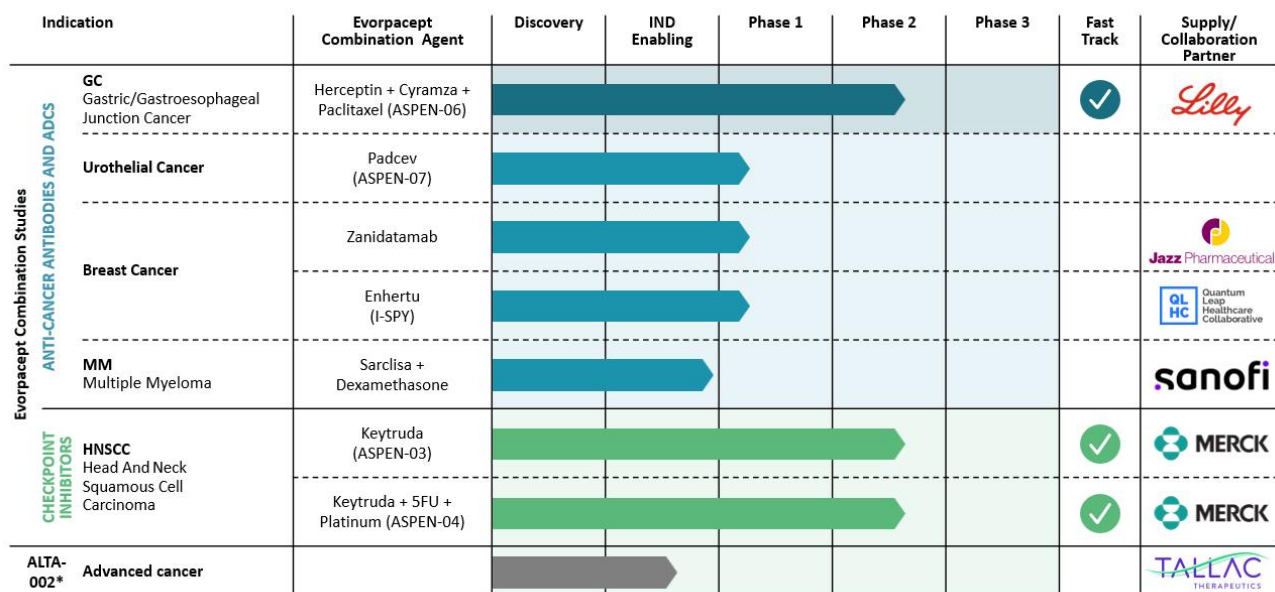 Indication
Evorpacept
Combination Agent
Discovery
IND
Enabling
Phase 1
Phase 2
Phase 3
Fast
Track
Supply/
Collaboration
Partner
Evorpacept Combination Studies
ANTI-CANCER ANTIBODIES AND ADCS
GC
Gastric/Gastroesophageal
Junction Cancer
Herceptin + Cyramza +
Paclitaxel (ASPEN-06)
Lilly
Urothelial Cancer
Padcev
(ASPEN-07)
Breast Cancer
Zanidatamab
Jazz Pharmaceutical
Enhertu
(I-SPY)
QL
HC
Quantum
Leap
Healthcare
Collaborative
MM
Multiple Myeloma
Sarclisa +
Dexamethasone
sanofi
CHECKPOINT
INHIBITORS
HNSCC
Head And Neck
Squamous Cell
Carcinoma
Keytruda
(ASPEN-03)
MERCK
Keytruda + 5FU +
Platinum (ASPEN-04)
MERCK
ALTA-
002*
Advanced cancer
TALLAC
THERAPEUTICS